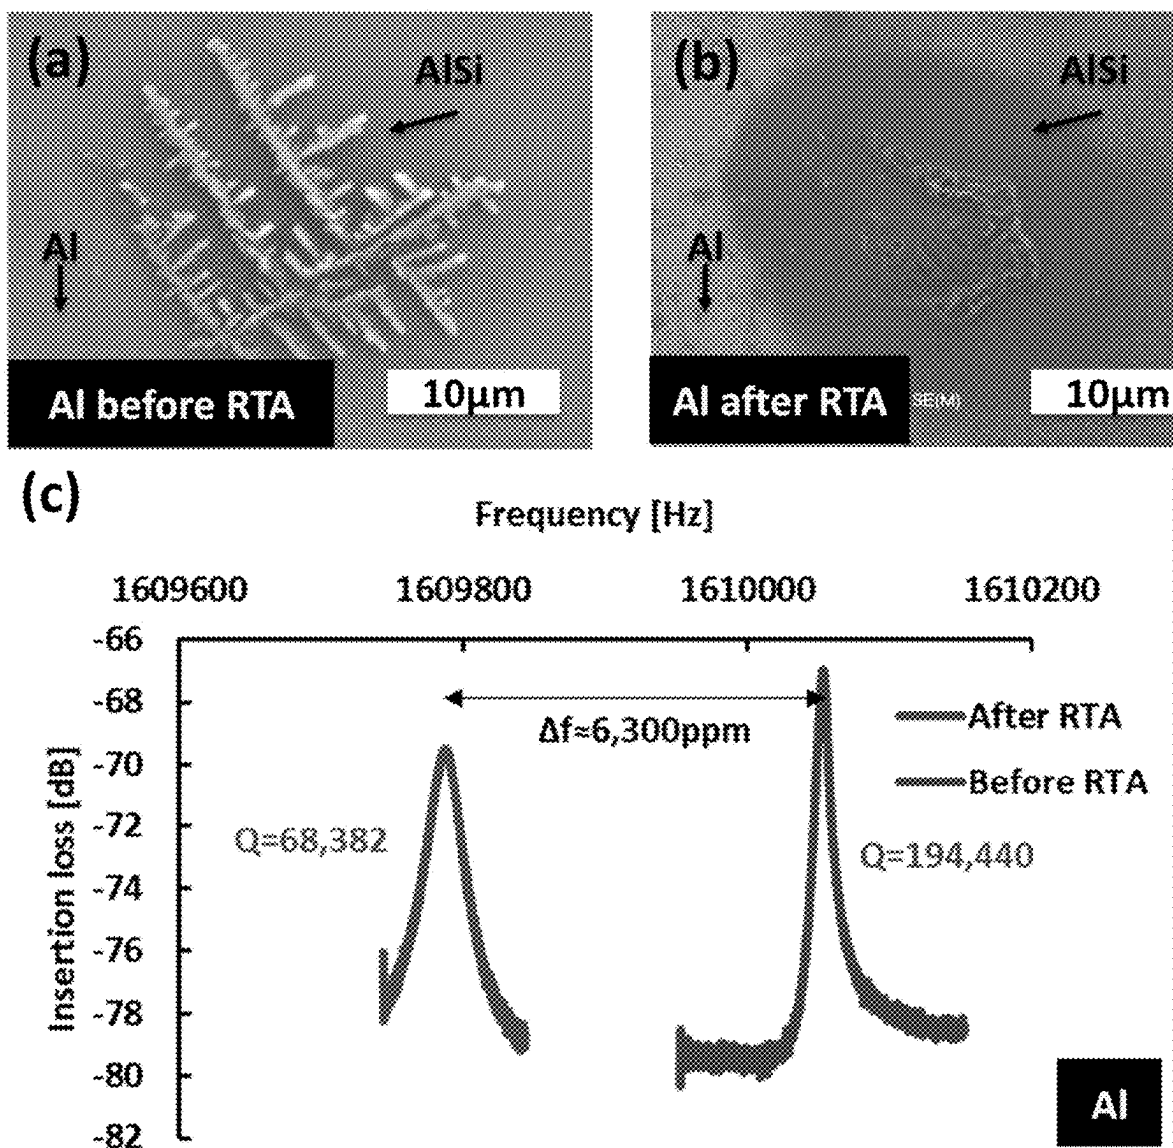 (a)
AlSi
Al
Al before RTA
10μm
(b)
AlSi
Al
Al after RTA
SE(M)
10μm
(c)
Frequency [Hz]
1609600 1609800 1610000 1610200
-66
-68
-70
-72
-74
-76
-78
-80
-82
Insertion loss [dB]
Δf≈6,300ppm
After RTA
Before RTA
Q=68,382
Q=194,440
Al